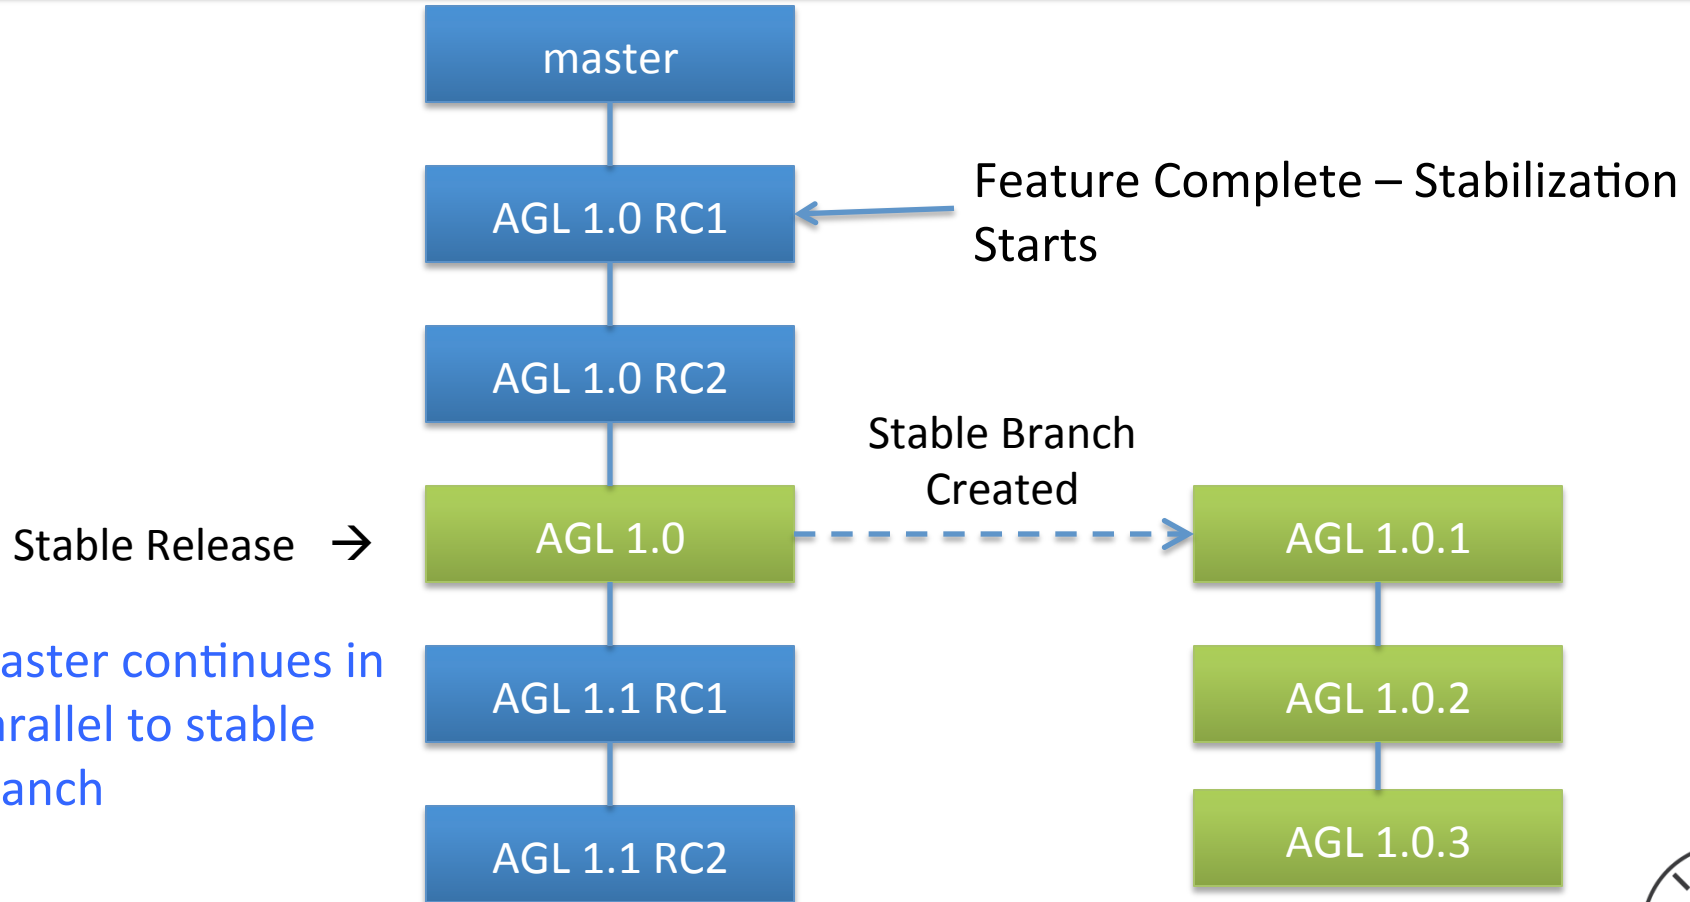 master
AGL 1.0 RC1
Feature Complete – Stabilization
Starts
AGL 1.0 RC2
Stable Branch
Created
Stable Release →
AGL 1.0
AGL 1.0.1
aster continues in
arallel to stable
anch
AGL 1.1 RC1
AGL 1.0.2
AGL 1.1 RC2
AGL 1.0.3